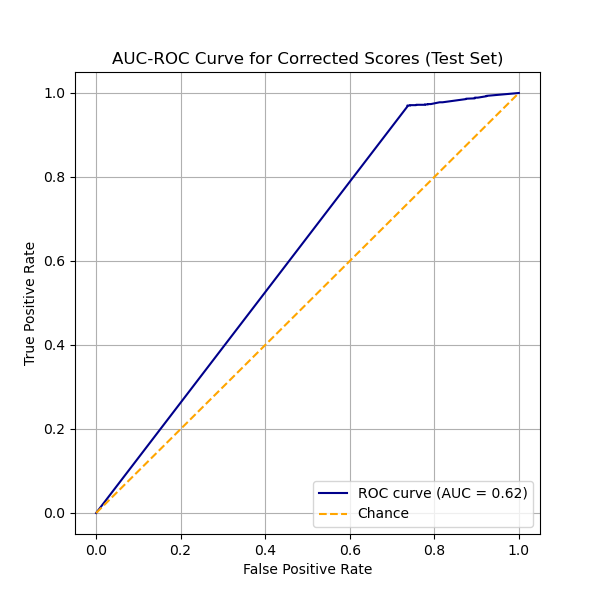 AUC-ROC Curve for Corrected Scores (Test Set)
True Positive Rate
1.0
0.8
0.6
0.4
0.2
0.0
ROC curve (AUC = 0.62)
Chance
0.0 0.2 0.4 0.6 0.8 1.0
False Positive Rate